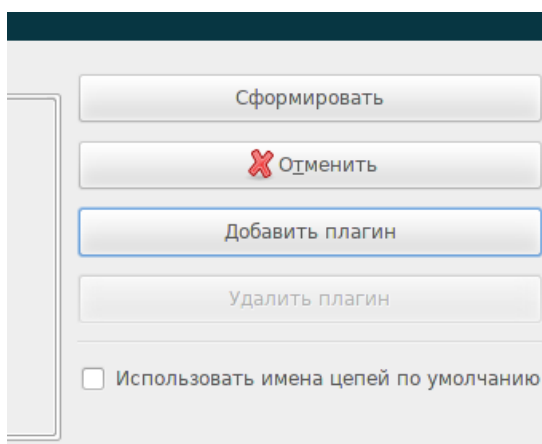 Сформировать
Отменить
Добавить плагин
Удалить плагин
Использовать имена цепей по умолчанию